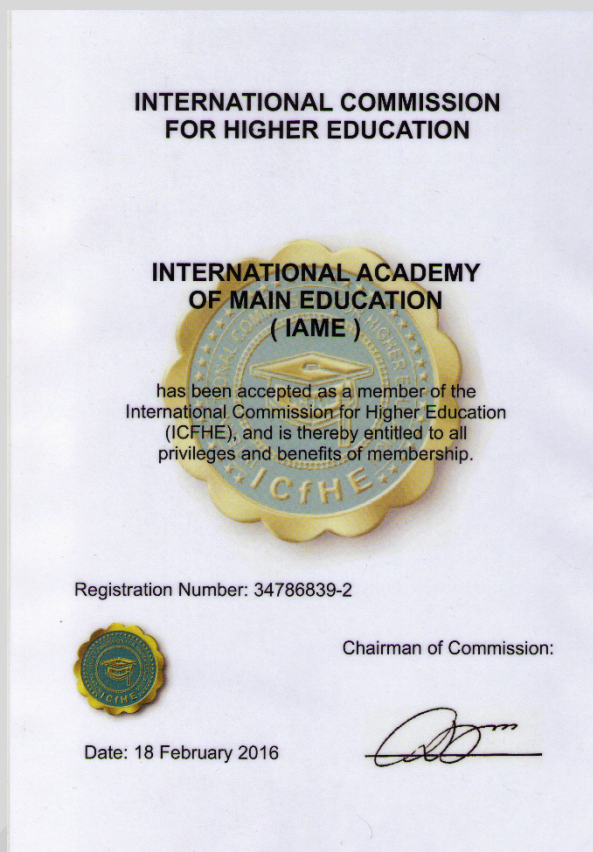 INTERNATIONAL COMMISSION
FOR HIGHER EDUCATION
INTERNATIONAL ACADEMY
OF MAIN EDUCATION
( IAME )
has been accepted as a member of the
International Commission for Higher Education
(ICFHE), and is thereby entitled to all
privileges and benefits of membership.
ICfHE
Registration Number: 34786839-2
Chairman of Commission:
ICfHE
Date: 18 February 2016